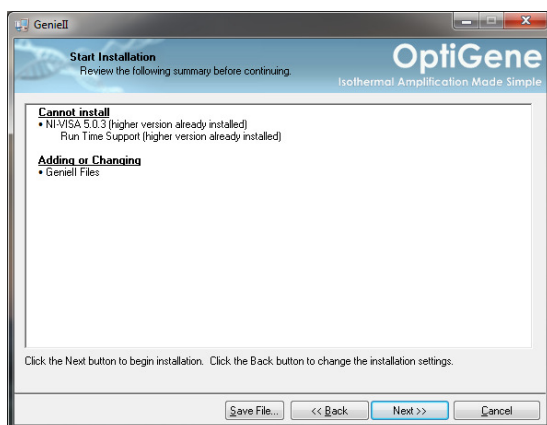 GenieII
Start Installation
Review the following summary before continuing.
OptiGene
Isothermal Amplification Made Simple
Cannot install
• NI-VISA 5.0.3 (higher version already installed)
Run Time Support (higher version already installed)
Adding or Changing
• GenieII Files
Click the Next button to begin installation. Click the Back button to change the installation settings.
Save File... << Back Next >> Cancel